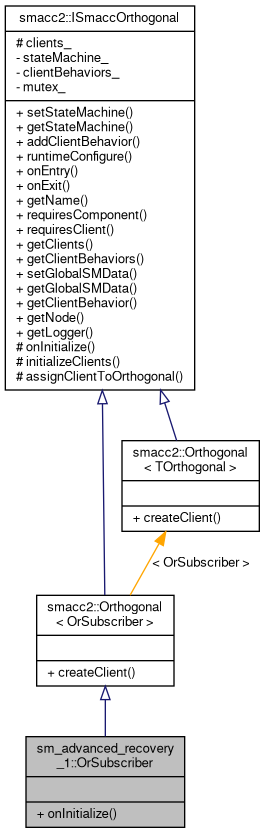 smacc2::ISmaccOrthogonal
# clients_
- stateMachine_
- clientBehaviors_
- mutex_
+ setStateMachine()
+ getStateMachine()
+ addClientBehavior()
+ runtimeConfigure()
+ onEntry()
+ onExit()
+ getName()
+ requiresComponent()
+ requiresClient()
+ getClients()
+ getClientBehaviors()
+ setGlobalSMData()
+ getGlobalSMData()
+ getClientBehavior()
+ getNode()
+ getLogger()
# onInitialize()
# initializeClients()
# assignClientToOrthogonal()
smacc2::Orthogonal
< TOrthogonal >
+ createClient()
< OrSubscriber >
smacc2::Orthogonal
< OrSubscriber >
+ createClient()
sm_advanced_recovery
_1::OrSubscriber
+ onInitialize()